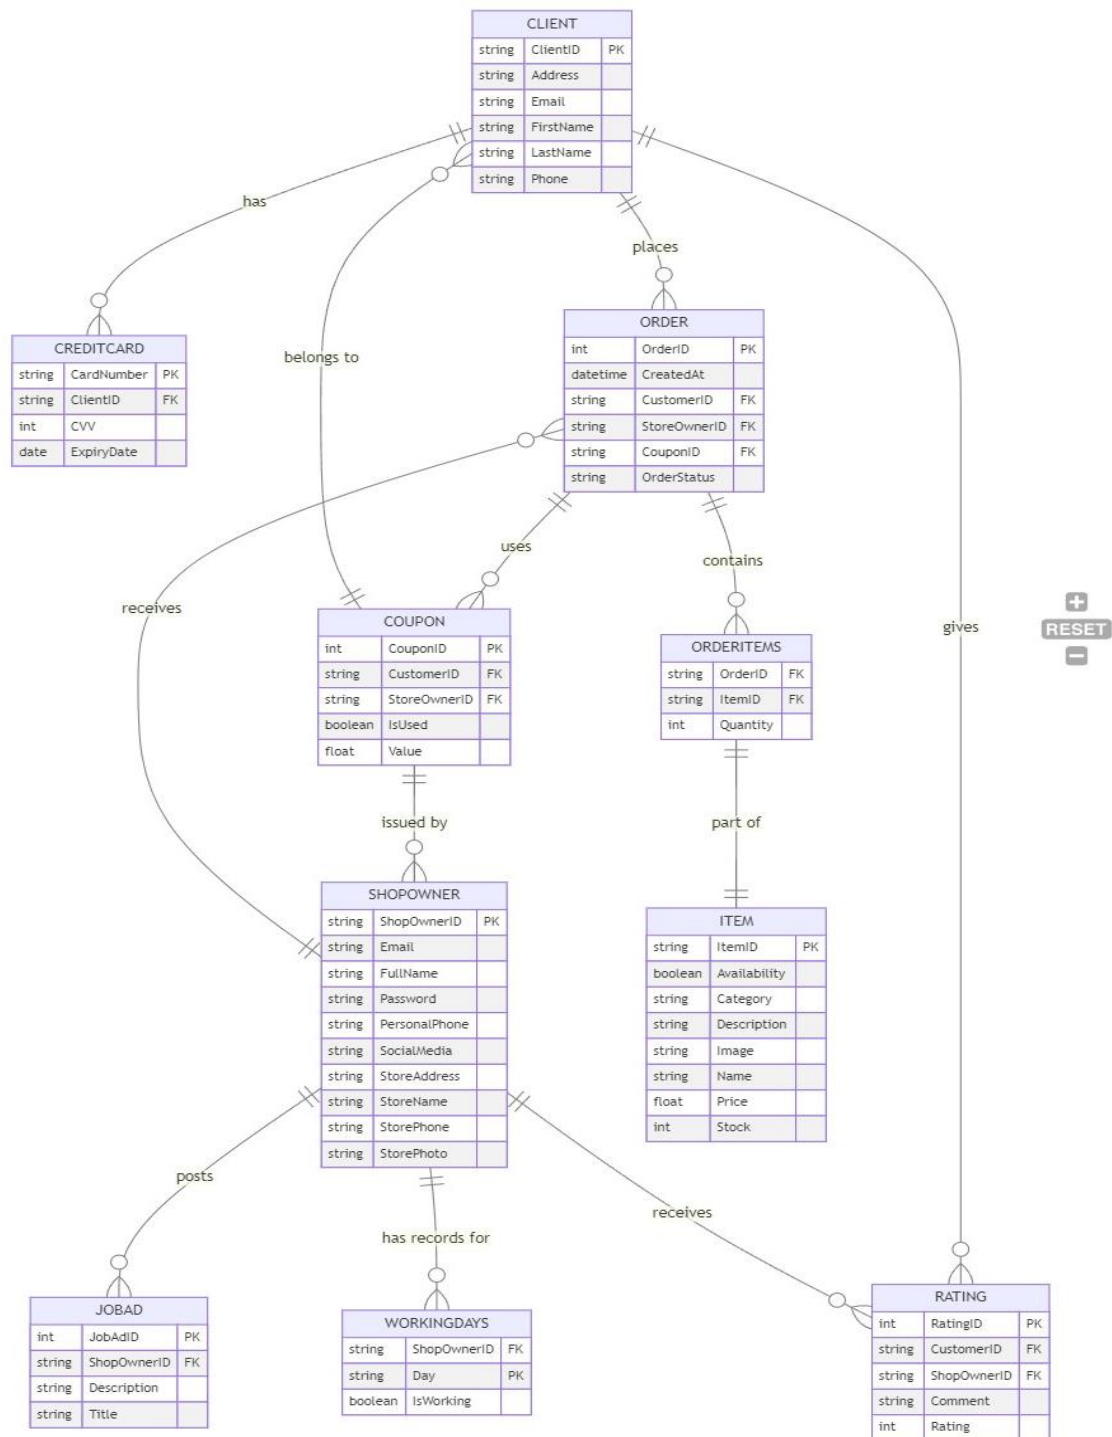 CLIENT
string ClientID PK
string Address
string Email
string FirstName
string LastName
string Phone
has
places
belongs to
CREDITCARD
string CardNumber PK
string ClientID FK
int CVV
date ExpiryDate
ORDER
int OrderID PK
datetime CreatedAt
string CustomerID FK
string StoreOwnerID FK
string CouponID FK
string OrderStatus
uses
contains
receives
gives
COUPON
int CouponID PK
string CustomerID FK
string StoreOwnerID FK
boolean IsUsed
float Value
ORDERITEMS
string OrderID FK
string ItemID FK
int Quantity
RESET
issued by
part of
SHOPOWNER
string ShopOwnerID PK
string Email
string FullName
string Password
string PersonalPhone
string SocialMedia
string StoreAddress
string StoreName
string StorePhone
string StorePhoto
ITEM
string ItemID PK
boolean Availability
string Category
string Description
string Image
string Name
float Price
int Stock
posts
has records for
receives
JOBAD
int JobAdID PK
string ShopOwnerID FK
string Description
string Title
WORKINGDAYS
string ShopOwnerID FK
string Day PK
boolean IsWorking
RATING
int RatingID PK
string CustomerID FK
string ShopOwnerID FK
string Comment
int Rating